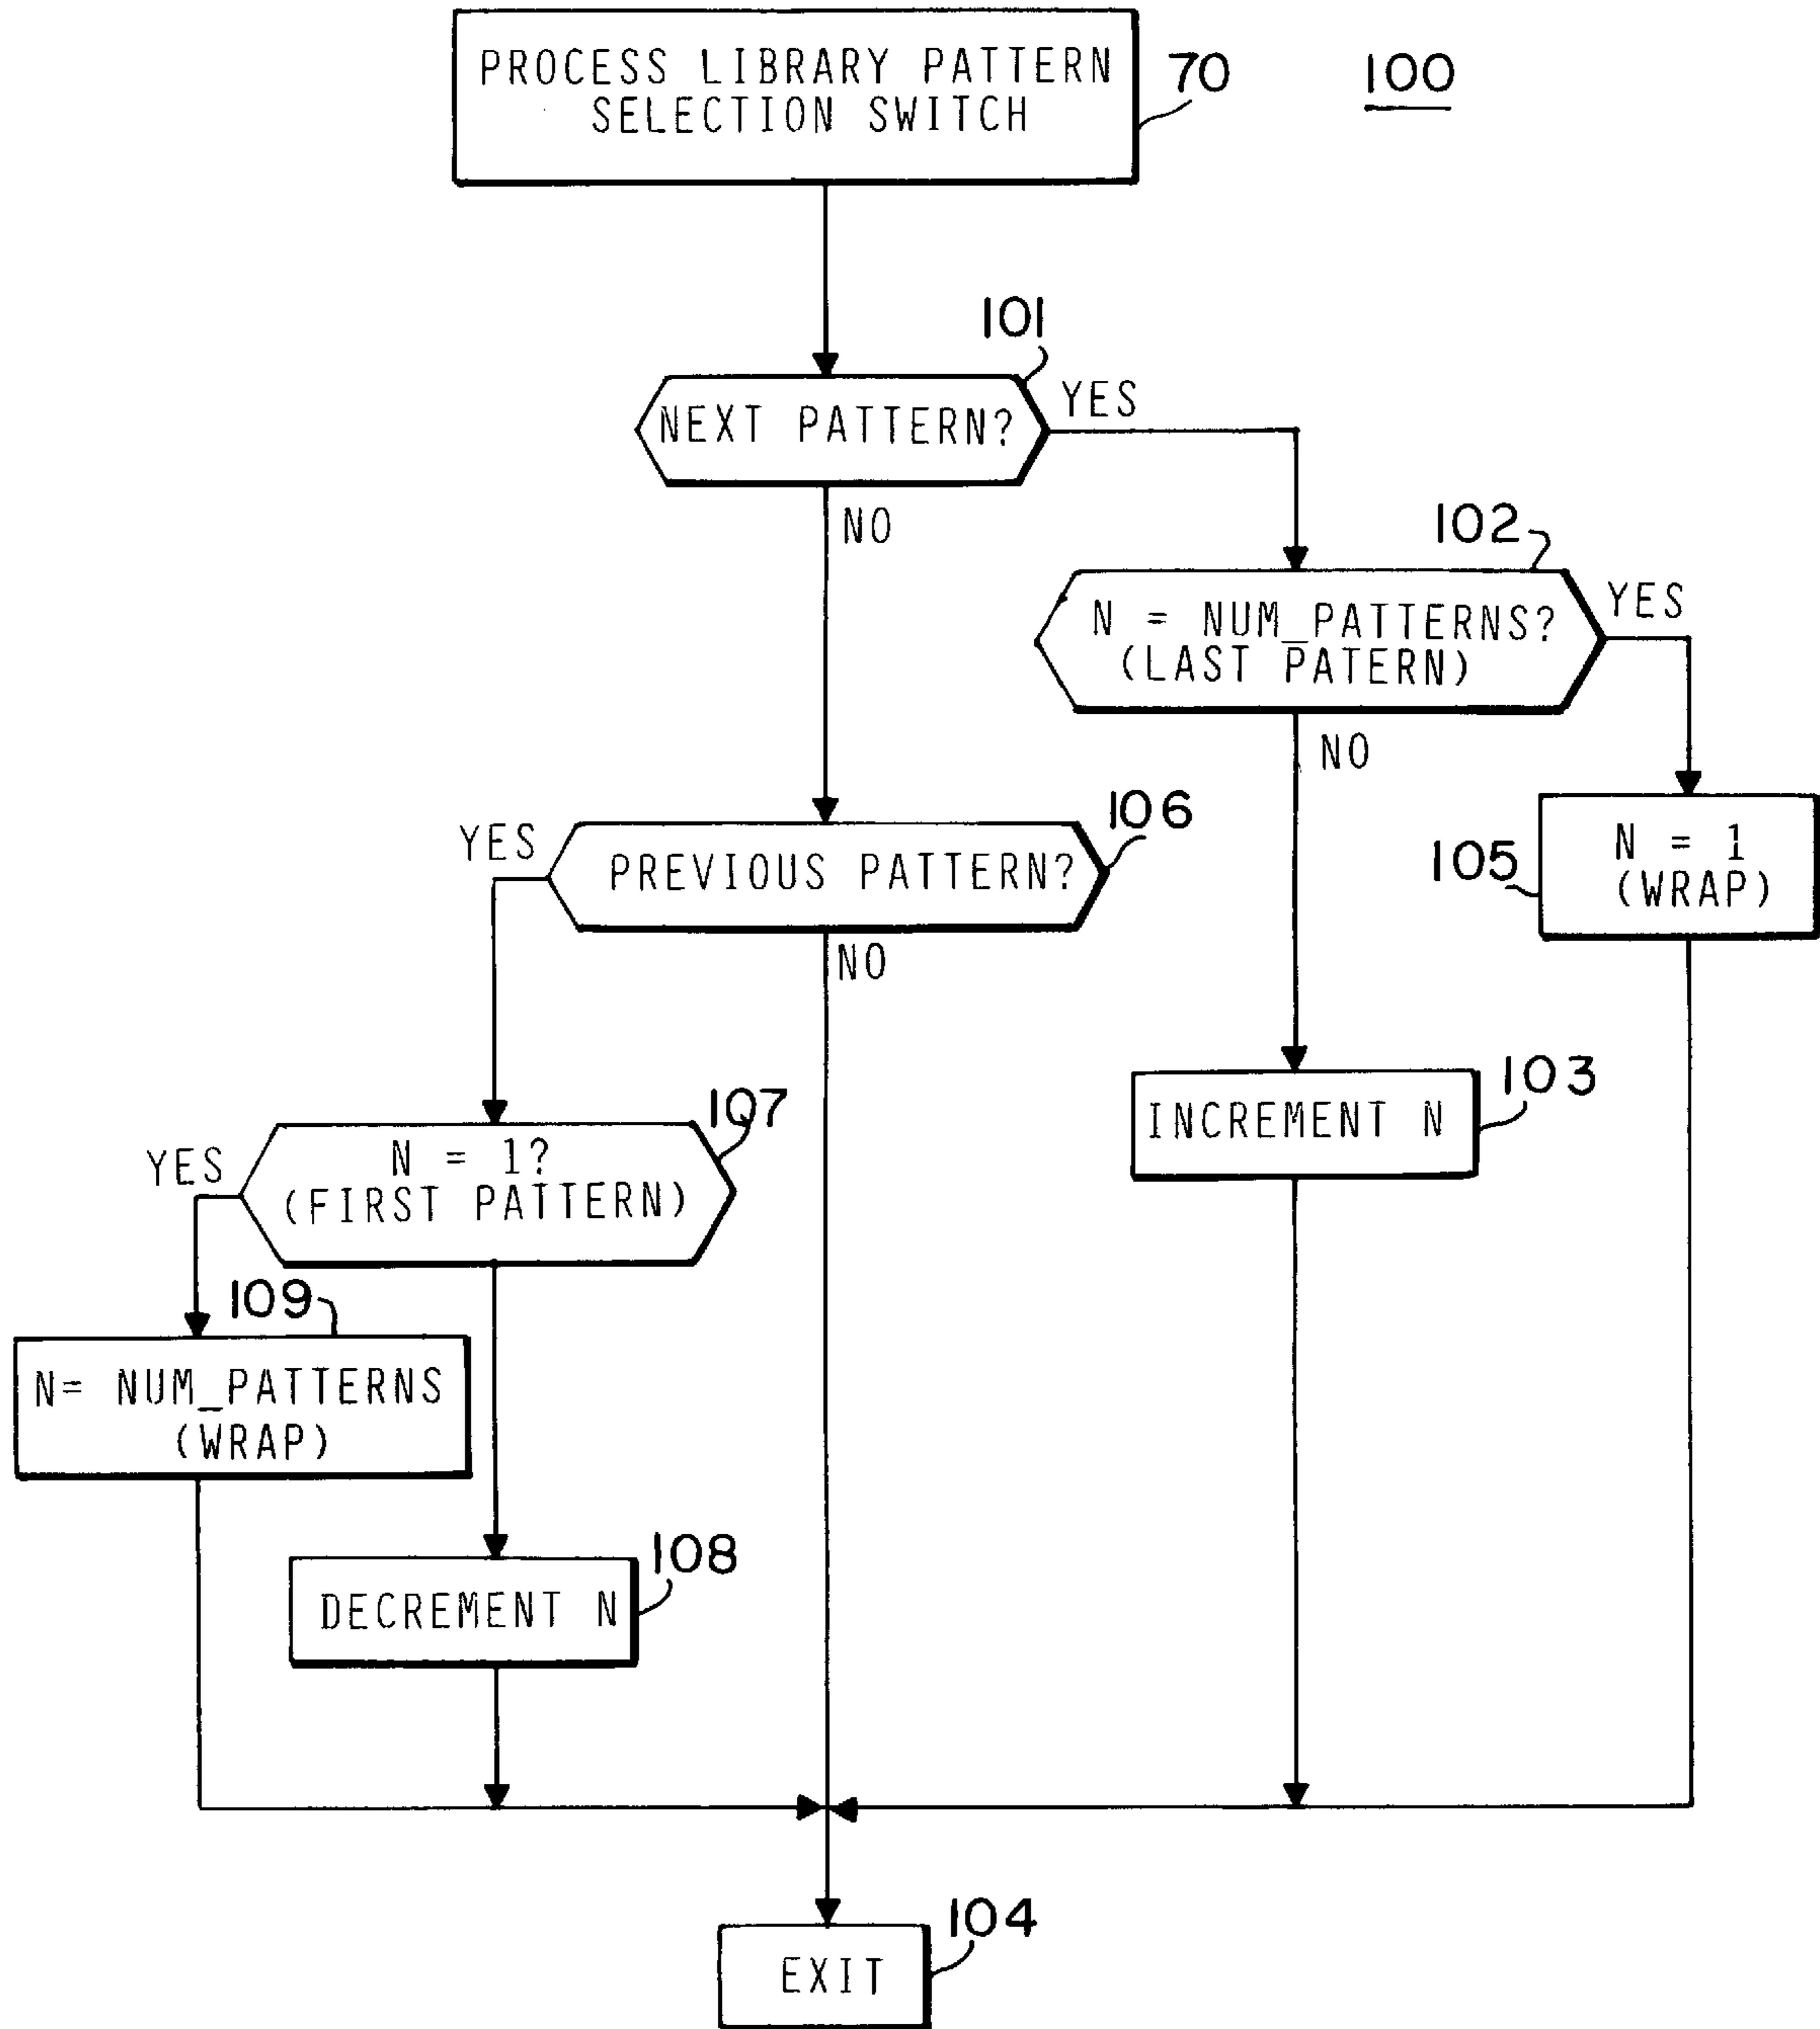 PROCESS LIBRARY PATTERN
SELECTION SWITCH
70
100
101
NEXT PATTERN?
YES
NO
102
N = NUM_PATTERNS?
(LAST PATERN)
YES
NO
106
YES
PREVIOUS PATTERN?
NO
105
N = 1
(WRAP)
103
INCREMENT N
107
YES
N = 1?
(FIRST PATTERN)
109
N= NUM_PATTERNS
(WRAP)
108
DECREMENT N
104
EXIT